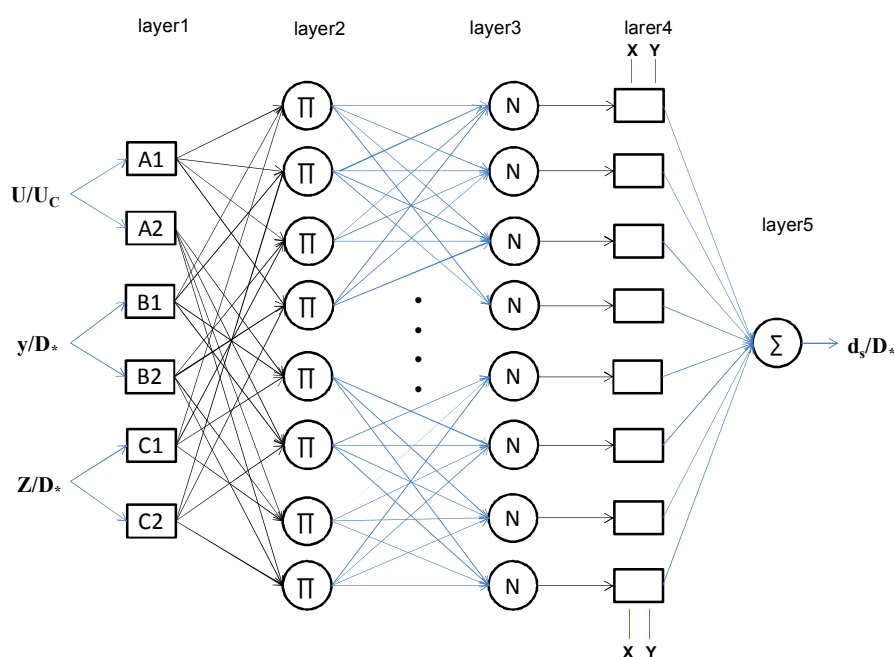 layer1
layer2
layer3
larer4
X Y
∏ N
A1
∏ N
U/U_C
layer5
A2
∏ N
B1
∏ N
y/D* 
∑
d_s/D*
B2
∏ N
C1
∏ N
Z/D*
C2
∏ N
∏ N
X Y